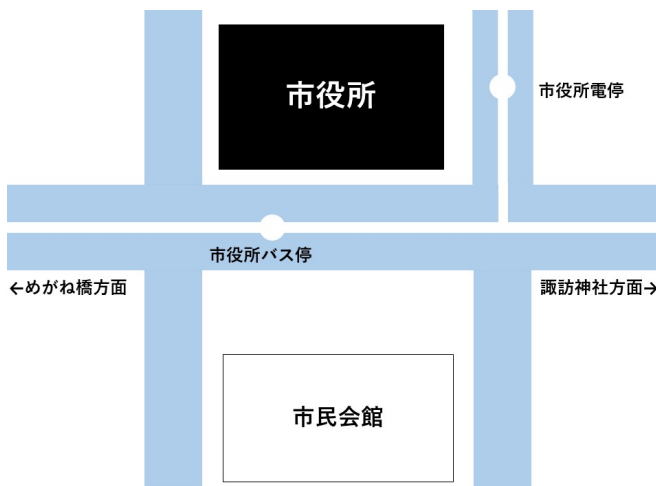 市役所
市役所電停
市役所バス停
←めがね橋方面
諏訪神社方面→
市民会館